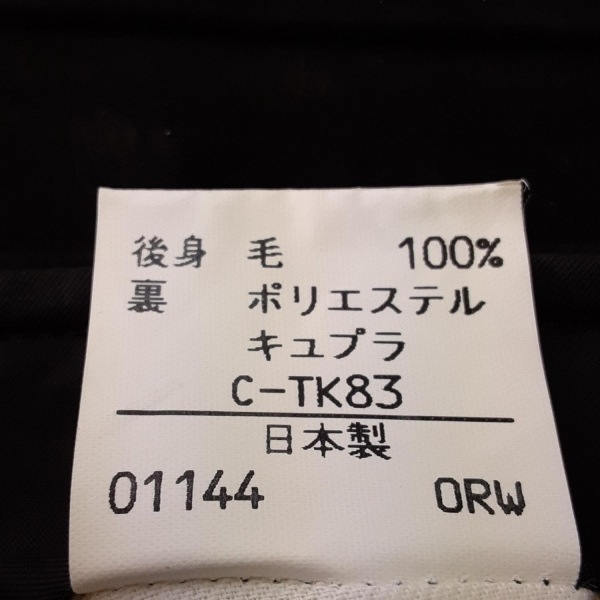 後身 毛 100%
裏 ポリエステル
キュプラ
C-TK83
日本製
01144 ORW